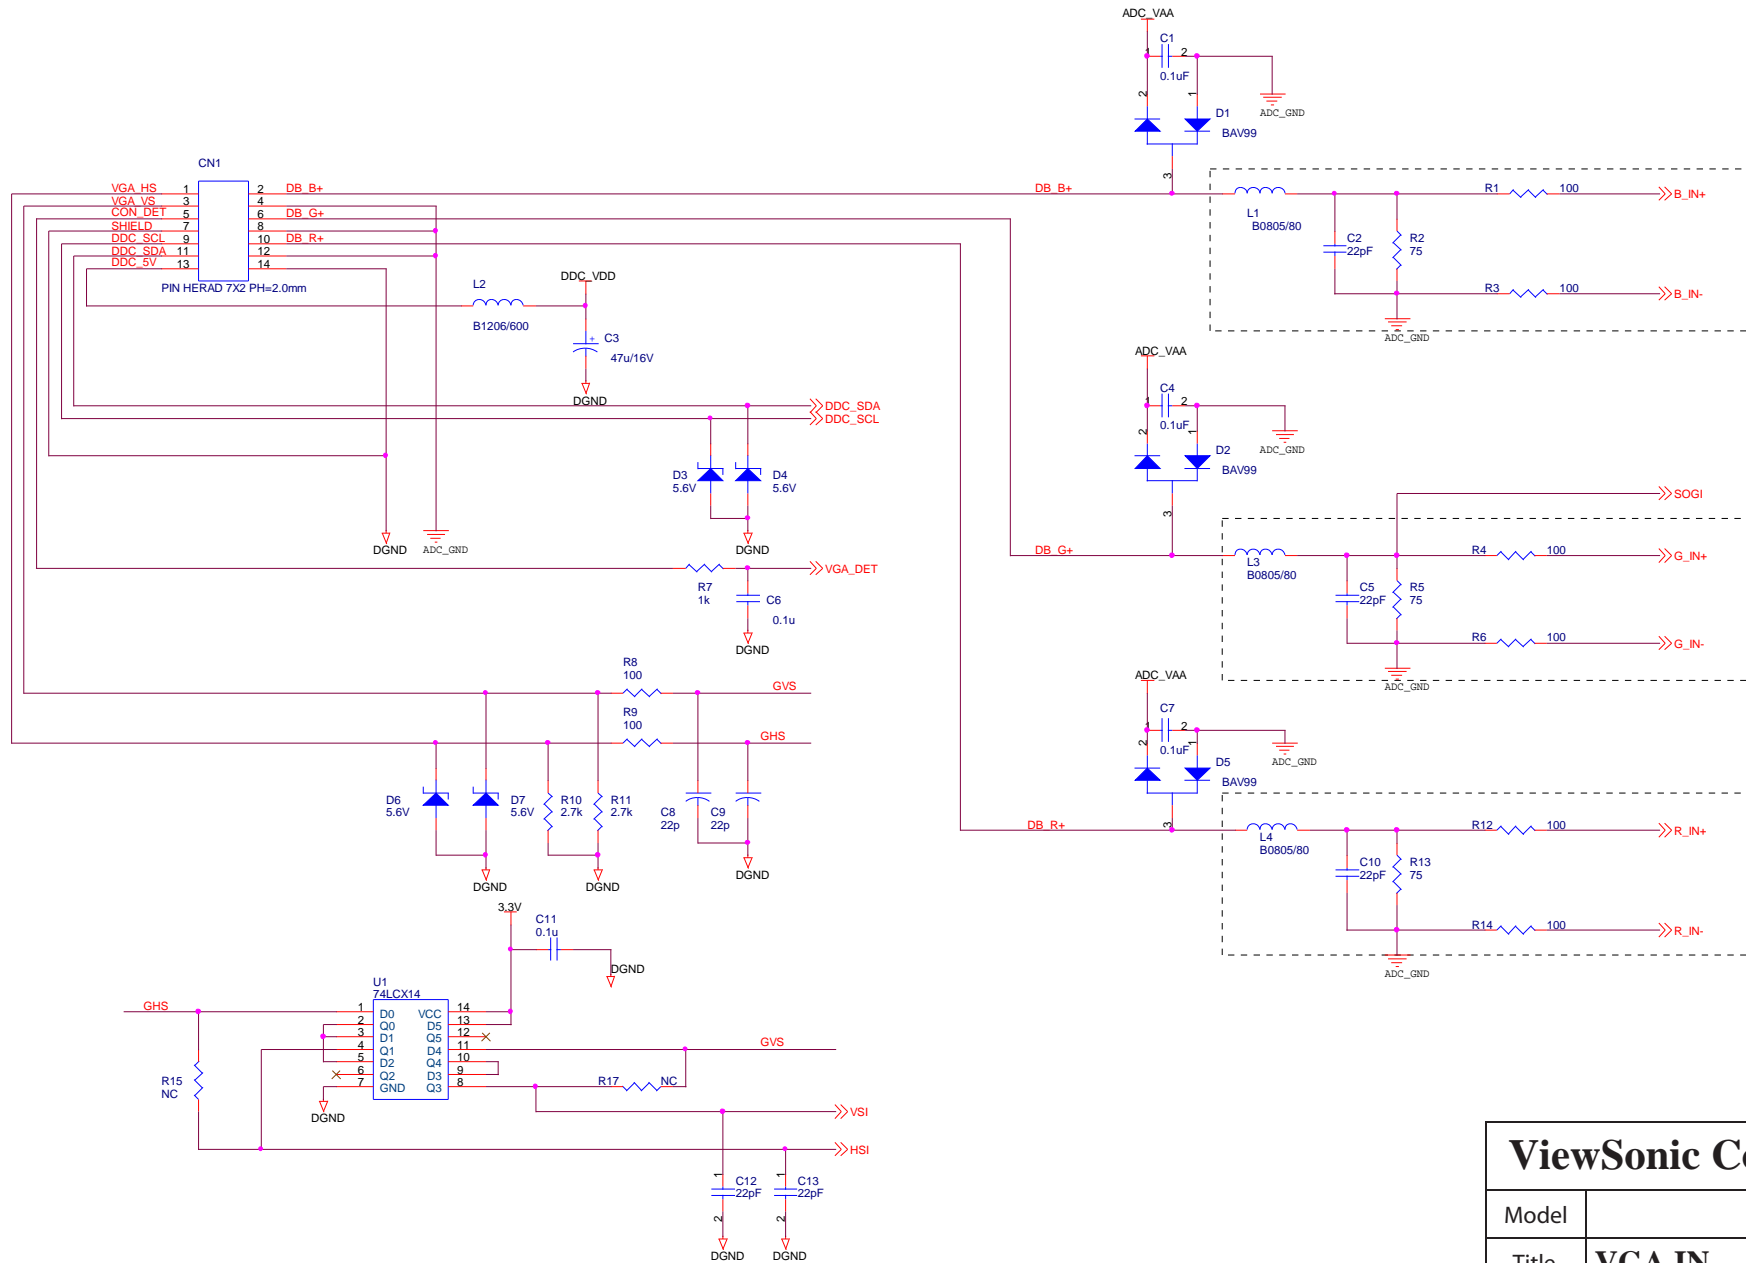 ADC_VAA
C1
1
2
0.1uF
2
1
ADC_GND
D1
BAV99
3
CN1
VGA_HS 1
VGA_VS 3
CON_DET 5
SHIELD 7
DDC_SCL 9
DDC_SDA 11
DDC_5V 13
2 DB_B+
4
6 DB_G+
8
10 DB_R+
12
14
PIN HERAD 7X2 PH=2.0mm
DB_B+
L1
B0805/80
C2
22pF
R2
75
R1 100
B_IN+
R3 100
B_IN-
ADC_GND
L2
B1206/600
DDC_VDD
+
C3
47u/16V
DGND
DDC_SDA
DDC_SCL
D3
5.6V
D4
5.6V
DGND
DGND
ADC_GND
ADC_VAA
C4
1
2
0.1uF
2
1
ADC_GND
D2
BAV99
3
SOGI
DB_G+
L3
B0805/80
C5
22pF
R5
75
R4 100
G_IN+
R6 100
G_IN-
ADC_GND
R7
1k
VGA_DET
C6
0.1u
DGND
R8
100
GVS
R9
100
GHS
D6
5.6V
D7
5.6V
R10
2.7k
R11
2.7k
C8
22p
C9
22p
DGND
DGND
DGND
ADC_VAA
C7
1
2
0.1uF
2
1
ADC_GND
D5
BAV99
3
DB_R+
L4
B0805/80
C10
22pF
R13
75
R12 100
R_IN+
R14 100
R_IN-
ADC_GND
3.3V
C11
0.1u
DGND
U1
74LCX14
GHS
1 D0 VCC 14
2 Q0 D5 13
3 D1 Q5 12
4 Q1 D4 11
5 D2 Q4 10
6 Q2 D3 9
7 GND Q3 8
GVS
R15
NC
DGND
R17 NC
VSI
HSI
1
C12
22pF
2
DGND
1
C13
22pF
2
DGND
ViewSonic Co
Model
Title VGA IN